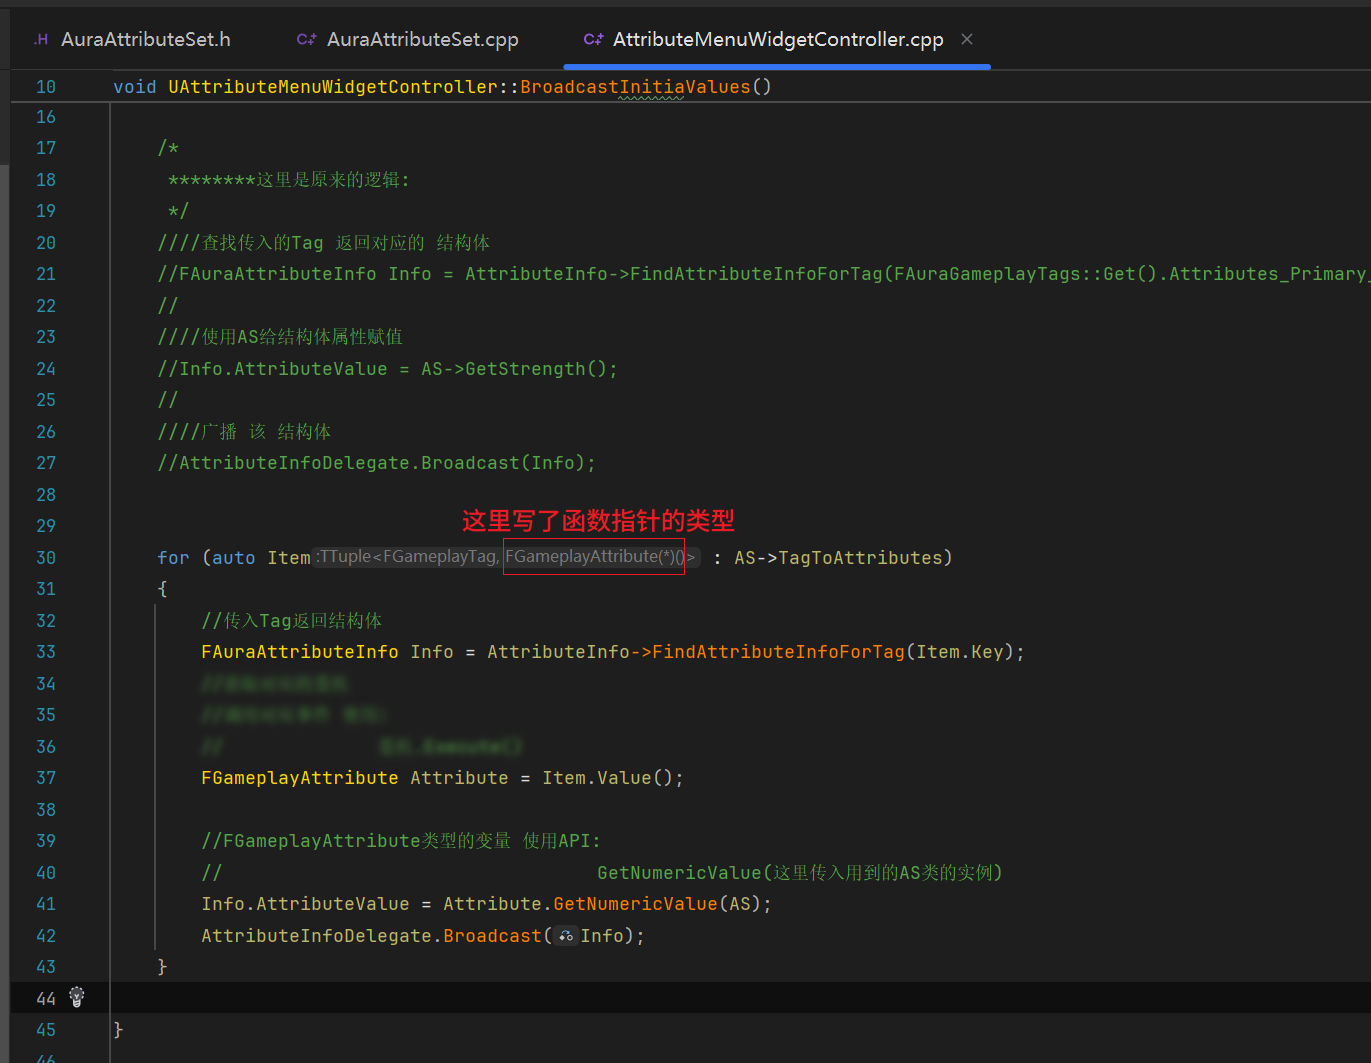 .H AuraAttributeSet.h C++ AuraAttributeSet.cpp C++ AttributeMenuWidgetController.cpp ×
10 void UAttributeMenuWidgetController::BroadcastInitiaValues()
16
17 /*
18 ********这里是原来的逻辑:
19 */
20 ////查找传入的Tag 返回对应的 结构体
21 //FAuraAttributeInfo Info = AttributeInfo->FindAttributeInfoForTag(FAuraGameplayTags::Get().Attributes_Primary_
22 //
23 ////使用AS给结构体属性赋值
24 //Info.AttributeValue = AS->GetStrength();
25 //
26 ////广播 该 结构体
27 //AttributeInfoDelegate.Broadcast(Info);
28
29
这里写了函数指针的类型
30 for (auto Item :TTuple<FGameplayTag, FGameplayAttribute(*)()> : AS->TagToAttributes)
31 {
32 //传入Tag返回结构体
33 FAuraAttributeInfo Info = AttributeInfo->FindAttributeInfoForTag(Item.Key);
34 //
35 //
36 // .Execute()
37 FGameplayAttribute Attribute = Item.Value();
38
39 //FGameplayAttribute类型的变量 使用API:
40 // GetNumericValue(这里传入用到的AS类的实例)
41 Info.AttributeValue = Attribute.GetNumericValue(AS);
42 AttributeInfoDelegate.Broadcast(Info);
43 }
44
45 }
46